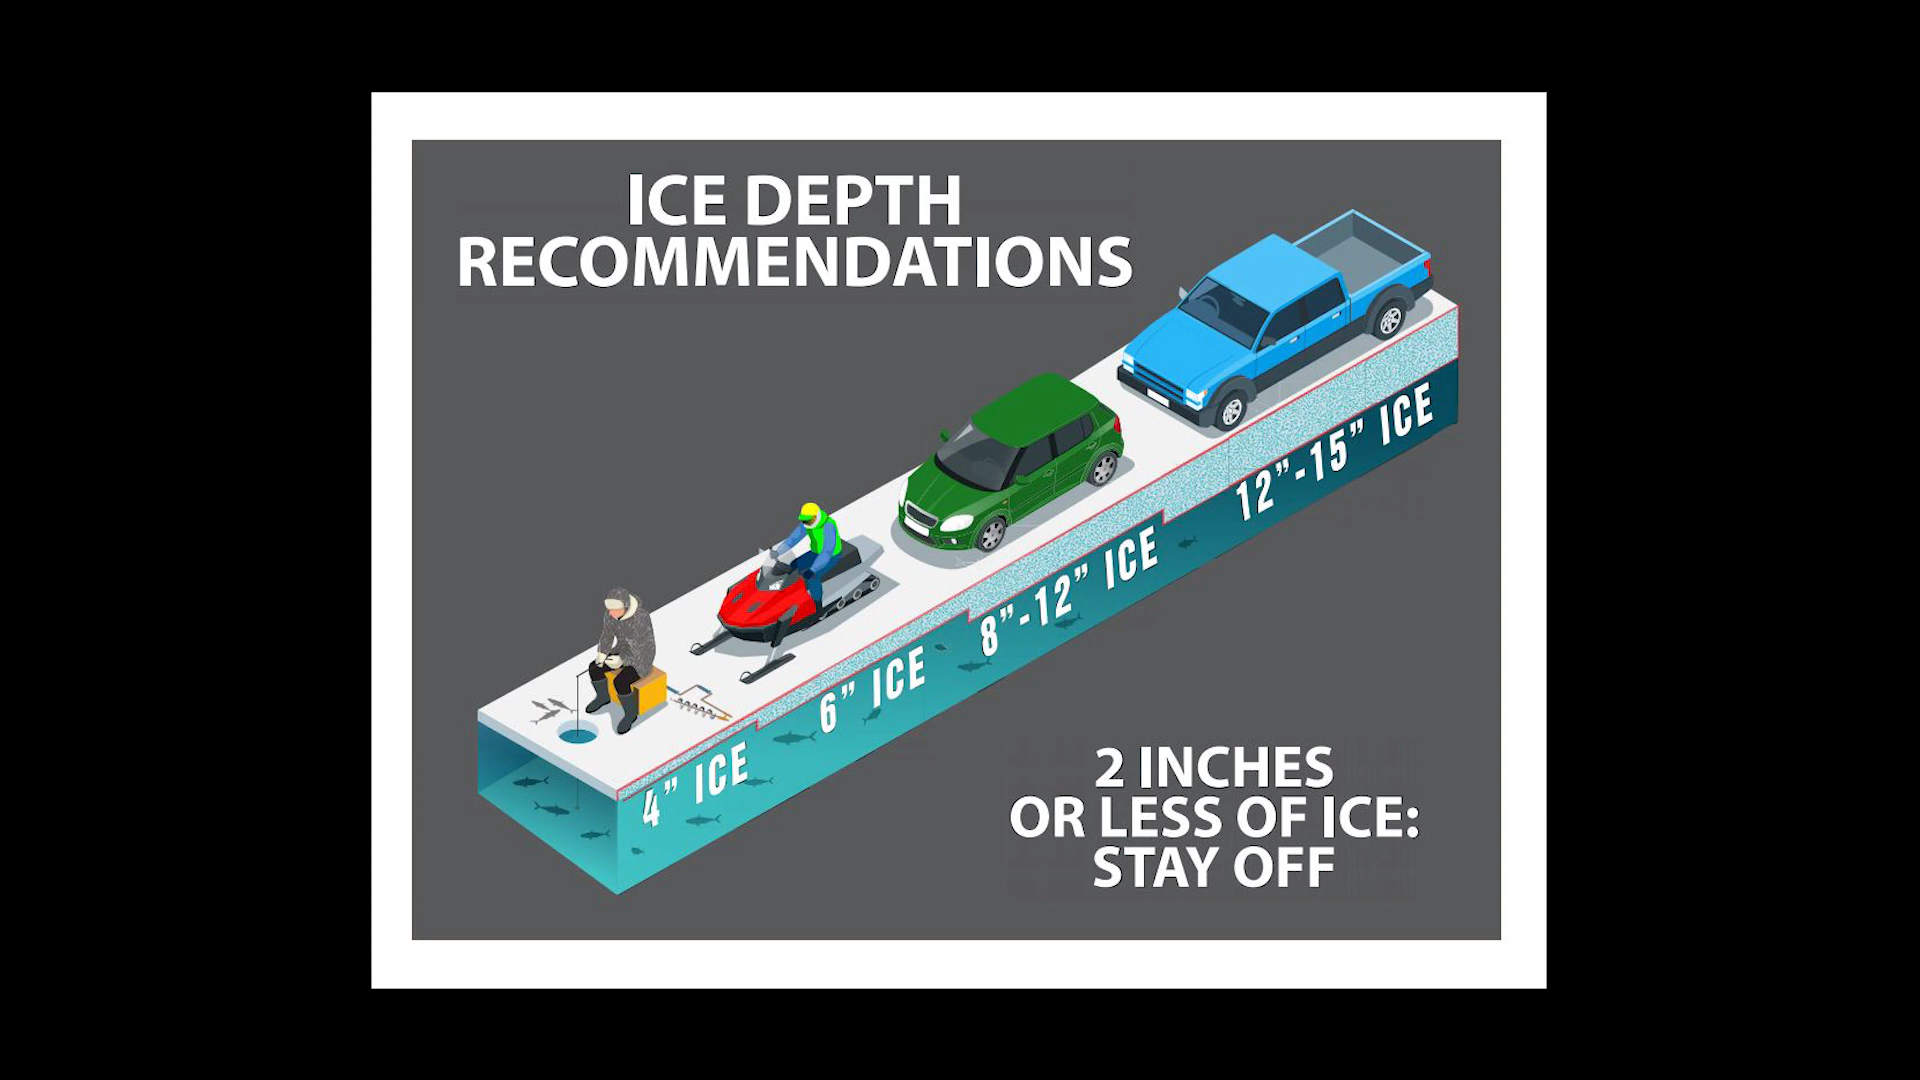 ICE DEPTH
RECOMMENDATIONS
4” ICE
6” ICE
8”-12” ICE
12”-15” ICE
2 INCHES
OR LESS OF ICE:
STAY OFF